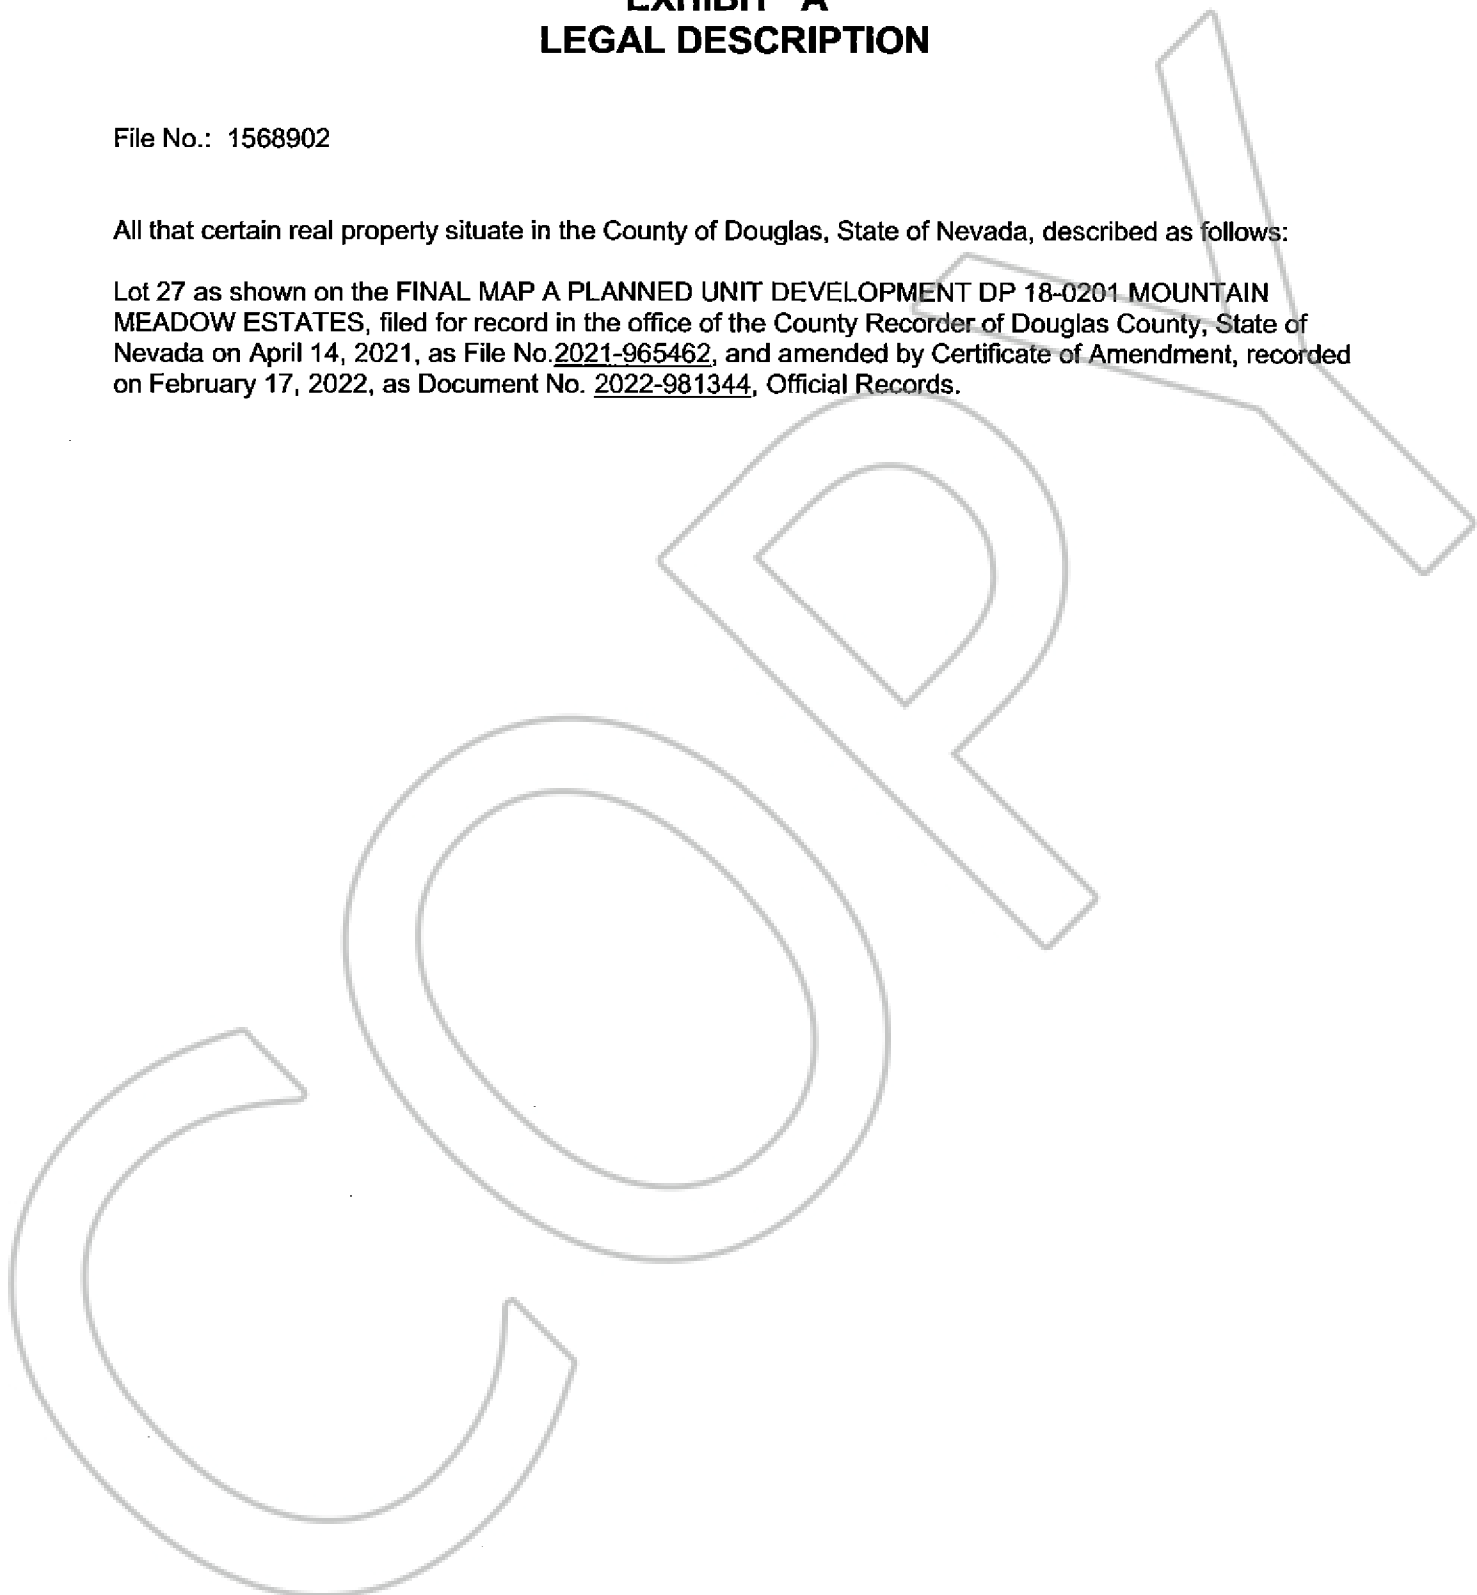 EXHIBIT A
LEGAL DESCRIPTION
File No.: 1568902
All that certain real property situate in the County of Douglas, State of Nevada, described as follows:
Lot 27 as shown on the FINAL MAP A PLANNED UNIT DEVELOPMENT DP 18-0201 MOUNTAIN
MEADOW ESTATES, filed for record in the office of the County Recorder of Douglas County, State of
Nevada on April 14, 2021, as File No.2021-965462, and amended by Certificate of Amendment, recorded
on February 17, 2022, as Document No. 2022-981344, Official Records.
COPY